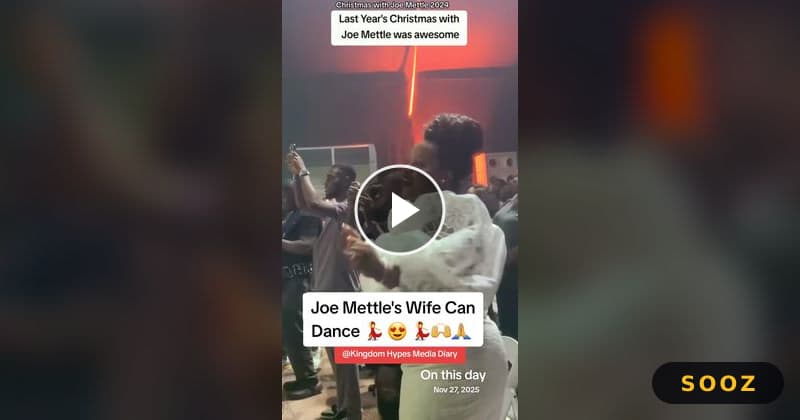 Christmas with Joe Mettle 2024
Last Year's Christmas with
Joe Mettle was awesome
Joe Mettle's Wife Can
Dance 💃😍💃🙌🙏
@Kingdom Hypes Media Diary
On this day
Nov 27, 2025
SOOZ